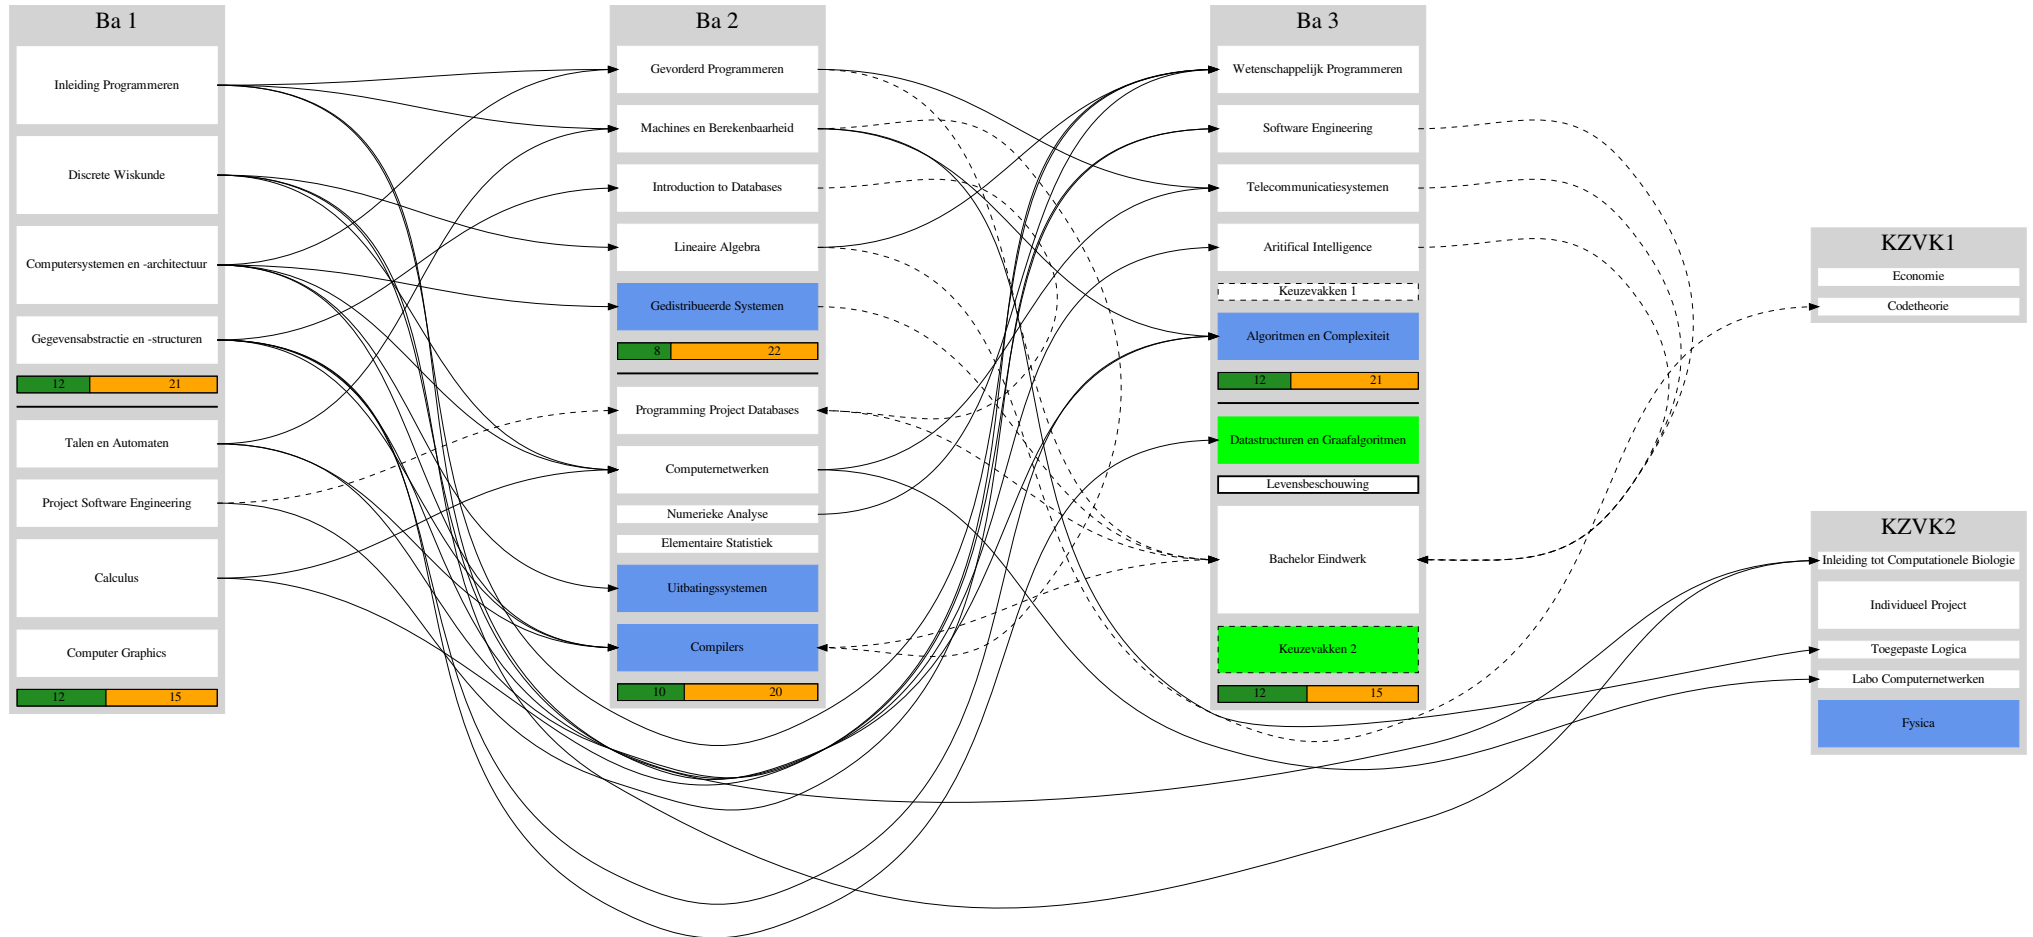 Ba 1
Inleiding Programmeren
Discrete Wiskunde
Computersystemen en -architectuur
Gegevensabstractie en -structuren
12 21
Talen en Automaten
Project Software Engineering
Calculus
Computer Graphics
12 15
Ba 2
Gevorderd Programmeren
Machines en Berekenbaarheid
Introduction to Databases
Lineaire Algebra
Gedistribueerde Systemen
8 22
Programming Project Databases
Computernetwerken
Numerieke Analyse
Elementaire Statistiek
Uitbatingssystemen
Compilers
10 20
Ba 3
Wetenschappelijk Programmeren
Software Engineering
Telecommunicatiesystemen
Aritifical Intelligence
Keuzevakken 1
Algoritmen en Complexiteit
12 21
Datastructuren en Graafalgoritmen
Levensbeschouwing
Bachelor Eindwerk
Keuzevakken 2
12 15
KZVK1
Economie
Codetheorie
KZVK2
Inleiding tot Computationele Biologie
Individueel Project
Toegepaste Logica
Labo Computernetwerken
Fysica